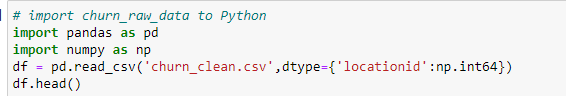 # import churn_raw_data to Python
import pandas as pd
import numpy as np
df = pd.read_csv('churn_clean.csv',dtype={'locationid':np.int64})
df.head()